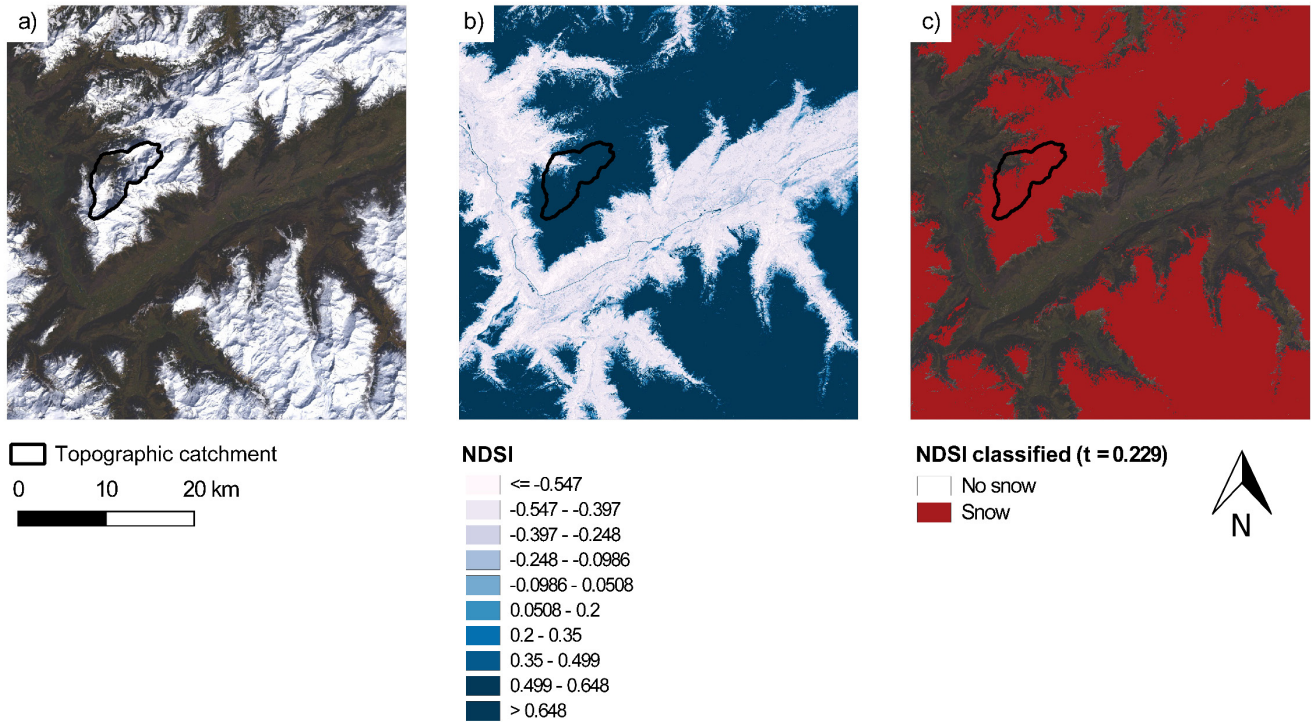 a)
b)
c)
Topographic catchment
0 10 20 km
NDSI
<= -0.547
-0.547 - -0.397
-0.397 - -0.248
-0.248 - -0.0986
-0.0986 - 0.0508
0.0508 - 0.2
0.2 - 0.35
0.35 - 0.499
0.499 - 0.648
> 0.648
NDSI classified (t = 0.229)
No snow
Snow
N